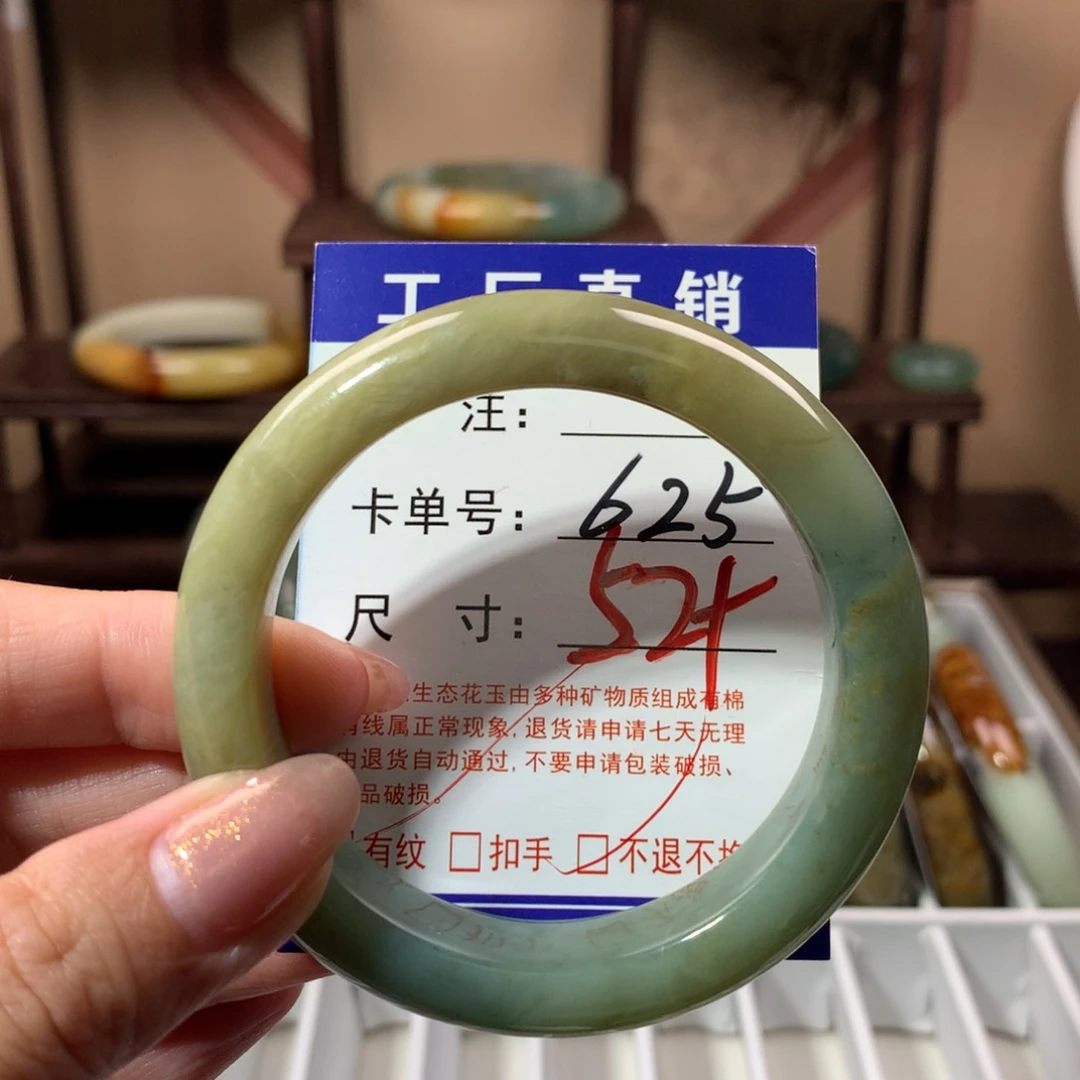 工厂直销
注：
卡单号：625
尺 寸：52+
生态花玉由多种矿物质组成有棉
有线属正常现象，退货请申请七天无理
由退货自动通过，不要申请包装破损、
品破损。
有纹 □扣手 □不退不